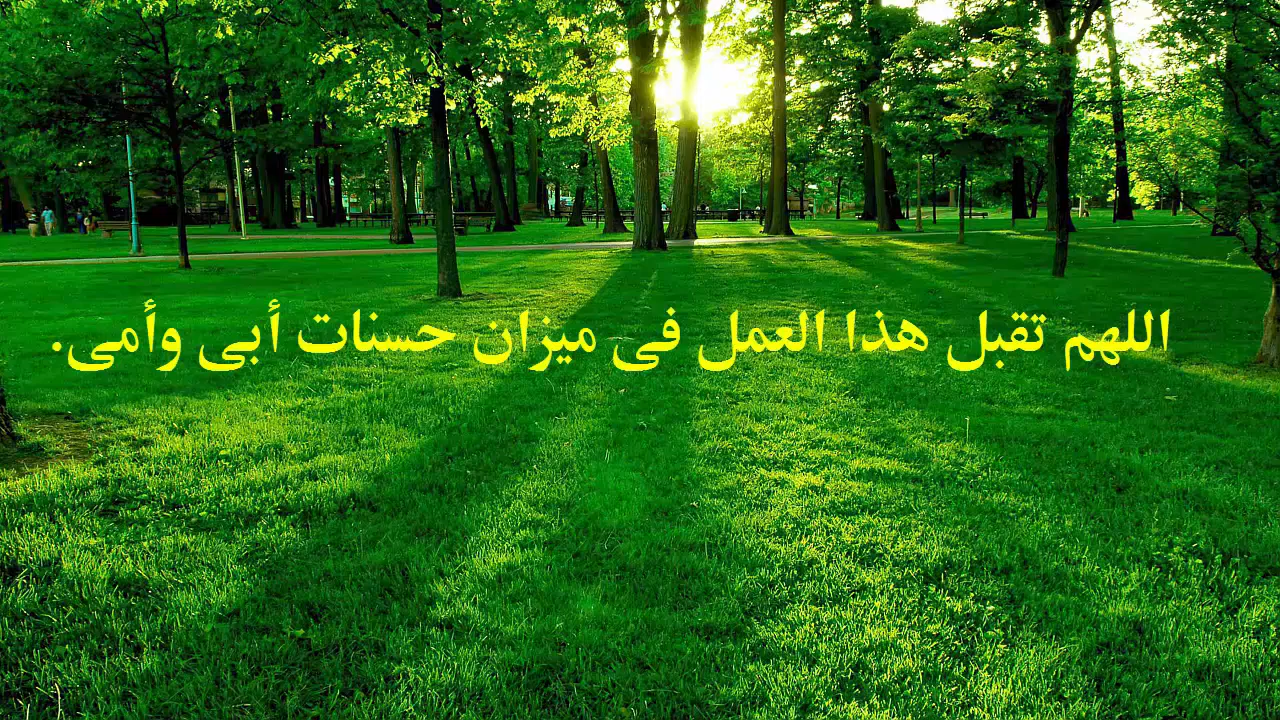 اللهم تقبل هذا العمل فى ميزان حسنات أبى وأمى.